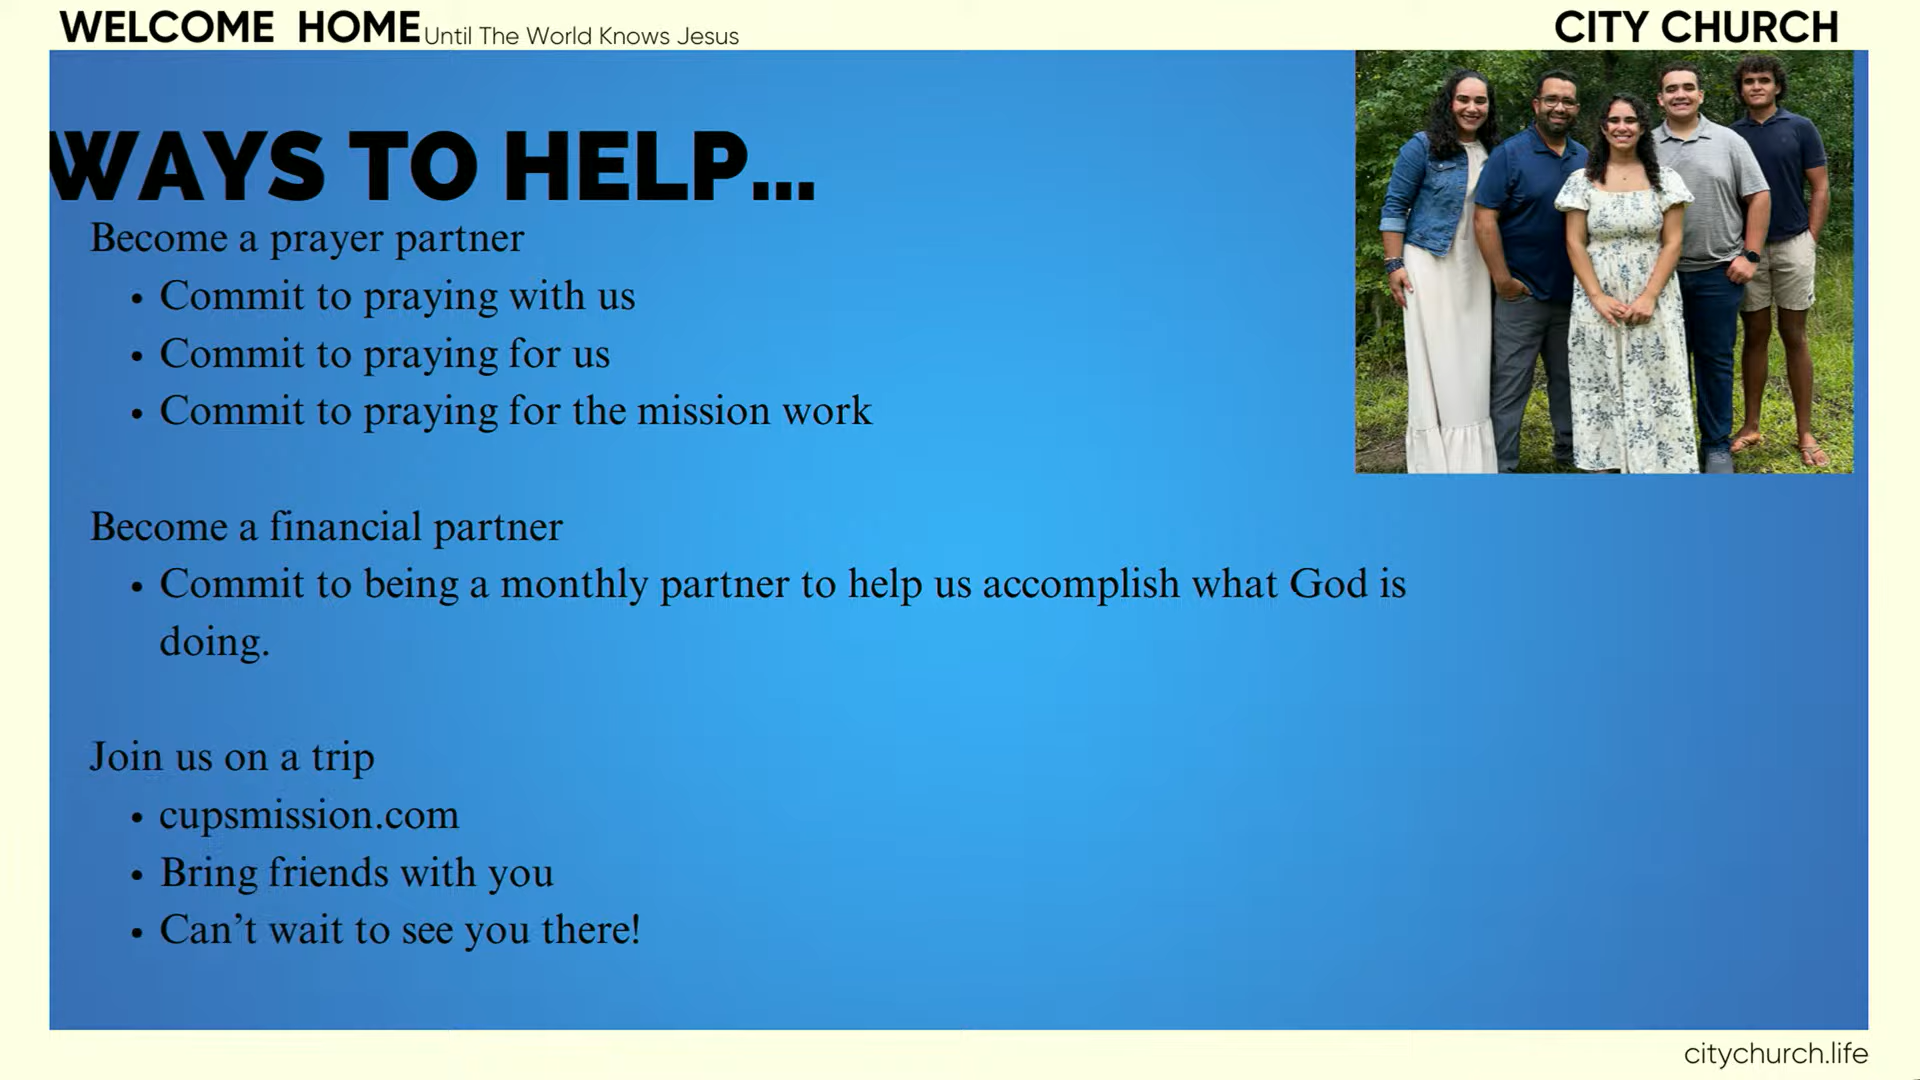 WELCOME HOME Until The World Knows Jesus
CITY CHURCH
WAYS TO HELP...
Become a prayer partner
• Commit to praying with us
• Commit to praying for us
• Commit to praying for the mission work
Become a financial partner
• Commit to being a monthly partner to help us accomplish what God is
doing.
Join us on a trip
• cupsmission.com
• Bring friends with you
• Can’t wait to see you there!
citychurch.life